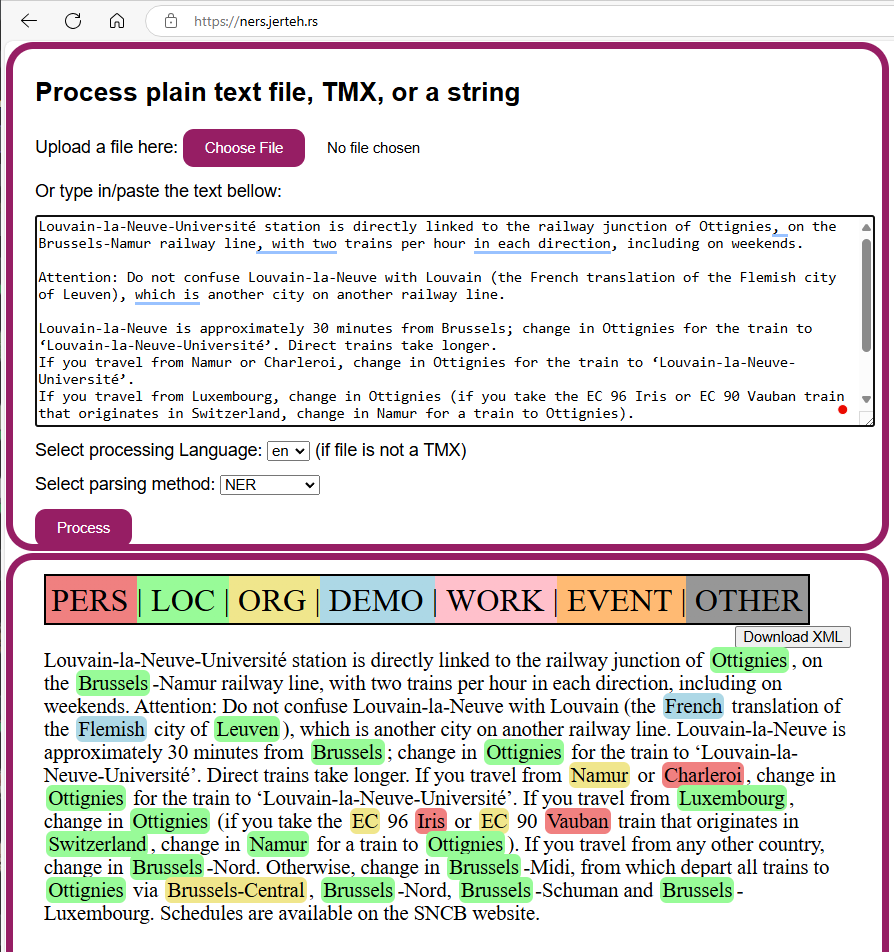 https://ners.jerteh.rs
Process plain text file, TMX, or a string
Upload a file here: Choose File No file chosen
Or type in/paste the text bellow:
Louvain-la-Neuve-Université station is directly linked to the railway junction of Ottignies, on the
Brussels-Namur railway line, with two trains per hour in each direction, including on weekends.
Attention: Do not confuse Louvain-la-Neuve with Louvain (the French translation of the Flemish city
of Leuven), which is another city on another railway line.
Louvain-la-Neuve is approximately 30 minutes from Brussels; change in Ottignies for the train to
‘Louvain-la-Neuve-Université’. Direct trains take longer.
If you travel from Namur or Charleroi, change in Ottignies for the train to ‘Louvain-la-Neuve-
Université’.
If you travel from Luxembourg, change in Ottignies (if you take the EC 96 Iris or EC 90 Vauban train
that originates in Switzerland, change in Namur for a train to Ottignies).
Select processing Language: en (if file is not a TMX)
Select parsing method: NER
Process
PERS | LOC | ORG | DEMO | WORK | EVENT | OTHER
Download XML
Louvain-la-Neuve-Université station is directly linked to the railway junction of Ottignies, on
the Brussels-Namur railway line, with two trains per hour in each direction, including on
weekends. Attention: Do not confuse Louvain-la-Neuve with Louvain (the French translation of
the Flemish city of Leuven), which is another city on another railway line. Louvain-la-Neuve is
approximately 30 minutes from Brussels; change in Ottignies for the train to ‘Louvain-la-
Neuve-Université’. Direct trains take longer. If you travel from Namur or Charleroi, change in
Ottignies for the train to ‘Louvain-la-Neuve-Université’. If you travel from Luxembourg,
change in Ottignies (if you take the EC 96 Iris or EC 90 Vauban train that originates in
Switzerland, change in Namur for a train to Ottignies). If you travel from any other country,
change in Brussels-Nord. Otherwise, change in Brussels-Midi, from which depart all trains to
Ottignies via Brussels-Central, Brussels-Nord, Brussels-Schuman and Brussels-
Luxembourg. Schedules are available on the SNCB website.